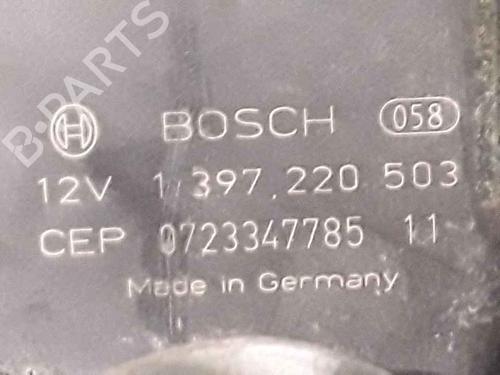 B-PARTS
BOSCH 058
12V 1 397 220 503
CEP 0723347785 11
Made in Germany